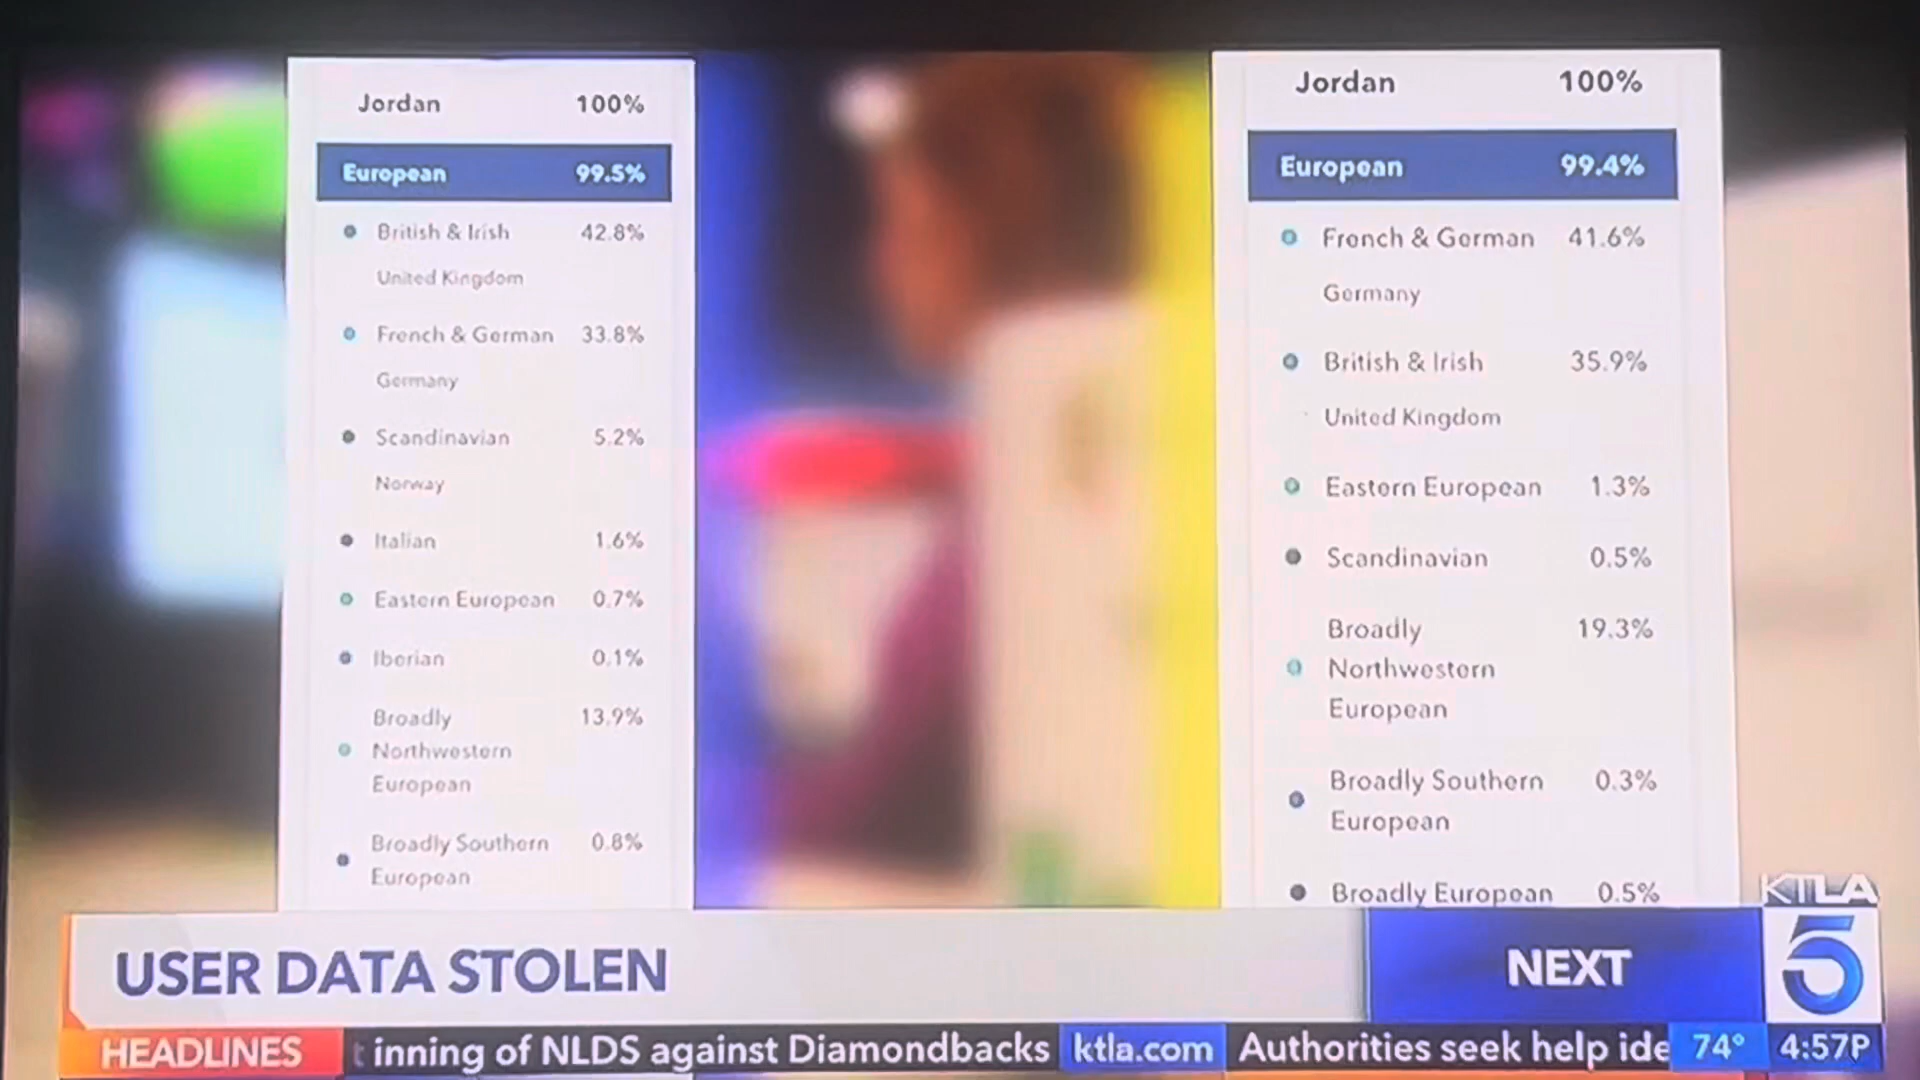 Jordan 100%
European 99.5%
British & Irish 42.8%
United Kingdom
French & German 33.8%
Germany
Scandinavian 5.2%
Norway
Italian 1.6%
Eastern European 0.7%
Iberian 0.1%
Broadly 13.9%
Northwestern
European
Broadly Southern 0.8%
European
Jordan 100%
European 99.4%
French & German 41.6%
Germany
British & Irish 35.9%
United Kingdom
Eastern European 1.3%
Scandinavian 0.5%
Broadly 19.3%
Northwestern
European
Broadly Southern 0.3%
European
Broadly European 0.5%
USER DATA STOLEN
NEXT
KTLA
5
HEADLINES
inning of NLDS against Diamondbacks
ktla.com
Authorities seek help ide
74°
4:57P